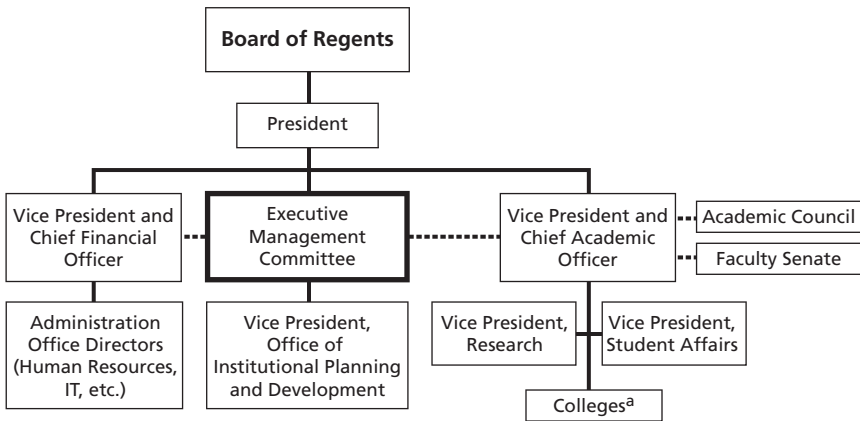 Board of Regents
President
Vice President and
Chief Financial
Officer
Executive
Management
Committee
Vice President and
Chief Academic
Officer
Academic Council
Faculty Senate
Administration
Office Directors
(Human Resources,
IT, etc.)
Vice President,
Office of
Institutional Planning
and Development
Vice President,
Research
Vice President,
Student Affairs
Collegesᵃ